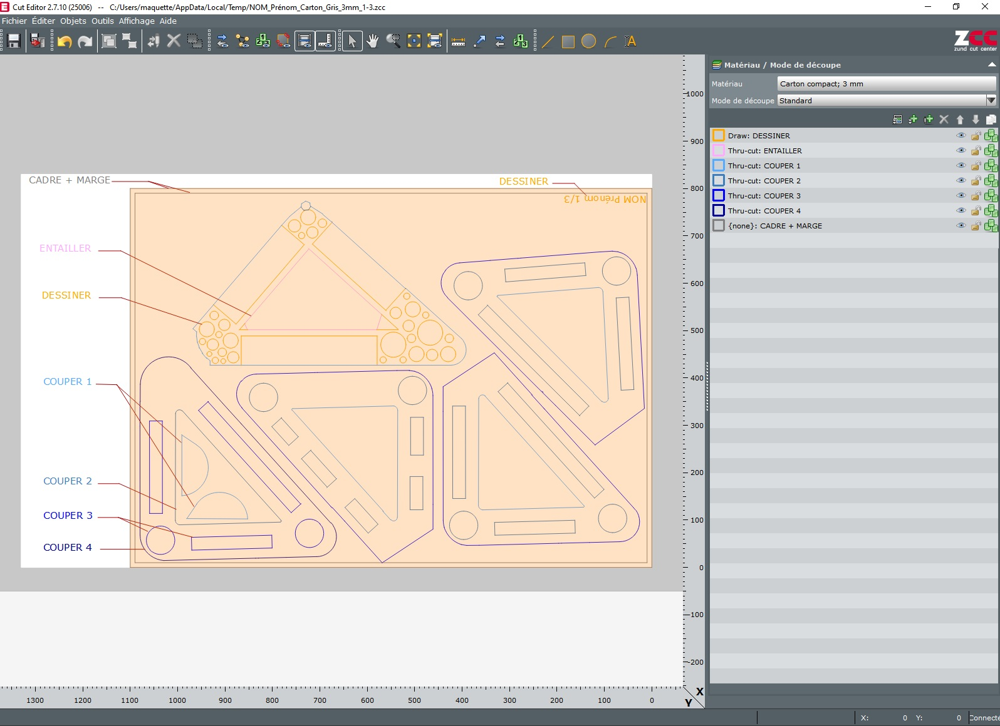 Cut Editor 2.7.10 (25006) -- C:/Users/maquette/AppData/Local/Temp/NOM_Prénom_Carton_Gris_3mm_1-3.zcc
Fichier Éditer Objets Outils Affichage Aide
ZCC
zund cut center
Matériau / Mode de découpe
Matériau Carton compact; 3 mm
Mode de découpe Standard
Draw: DESSINER
Thru-cut: ENTAILLER
Thru-cut: COUPER 1
Thru-cut: COUPER 2
Thru-cut: COUPER 3
Thru-cut: COUPER 4
{none}: CADRE + MARGE
CADRE + MARGE
DESSINER
NOM Prénom 1/3
ENTAILLER
DESSINER
COUPER 1
COUPER 2
COUPER 3
COUPER 4
1000
900
800
700
600
500
400
300
200
100
0
-100
-200
1300 1200 1100 1000 900 800 700 600 500 400 300 200 100 0
X
Y
X: 0 Y: 0 Connecte